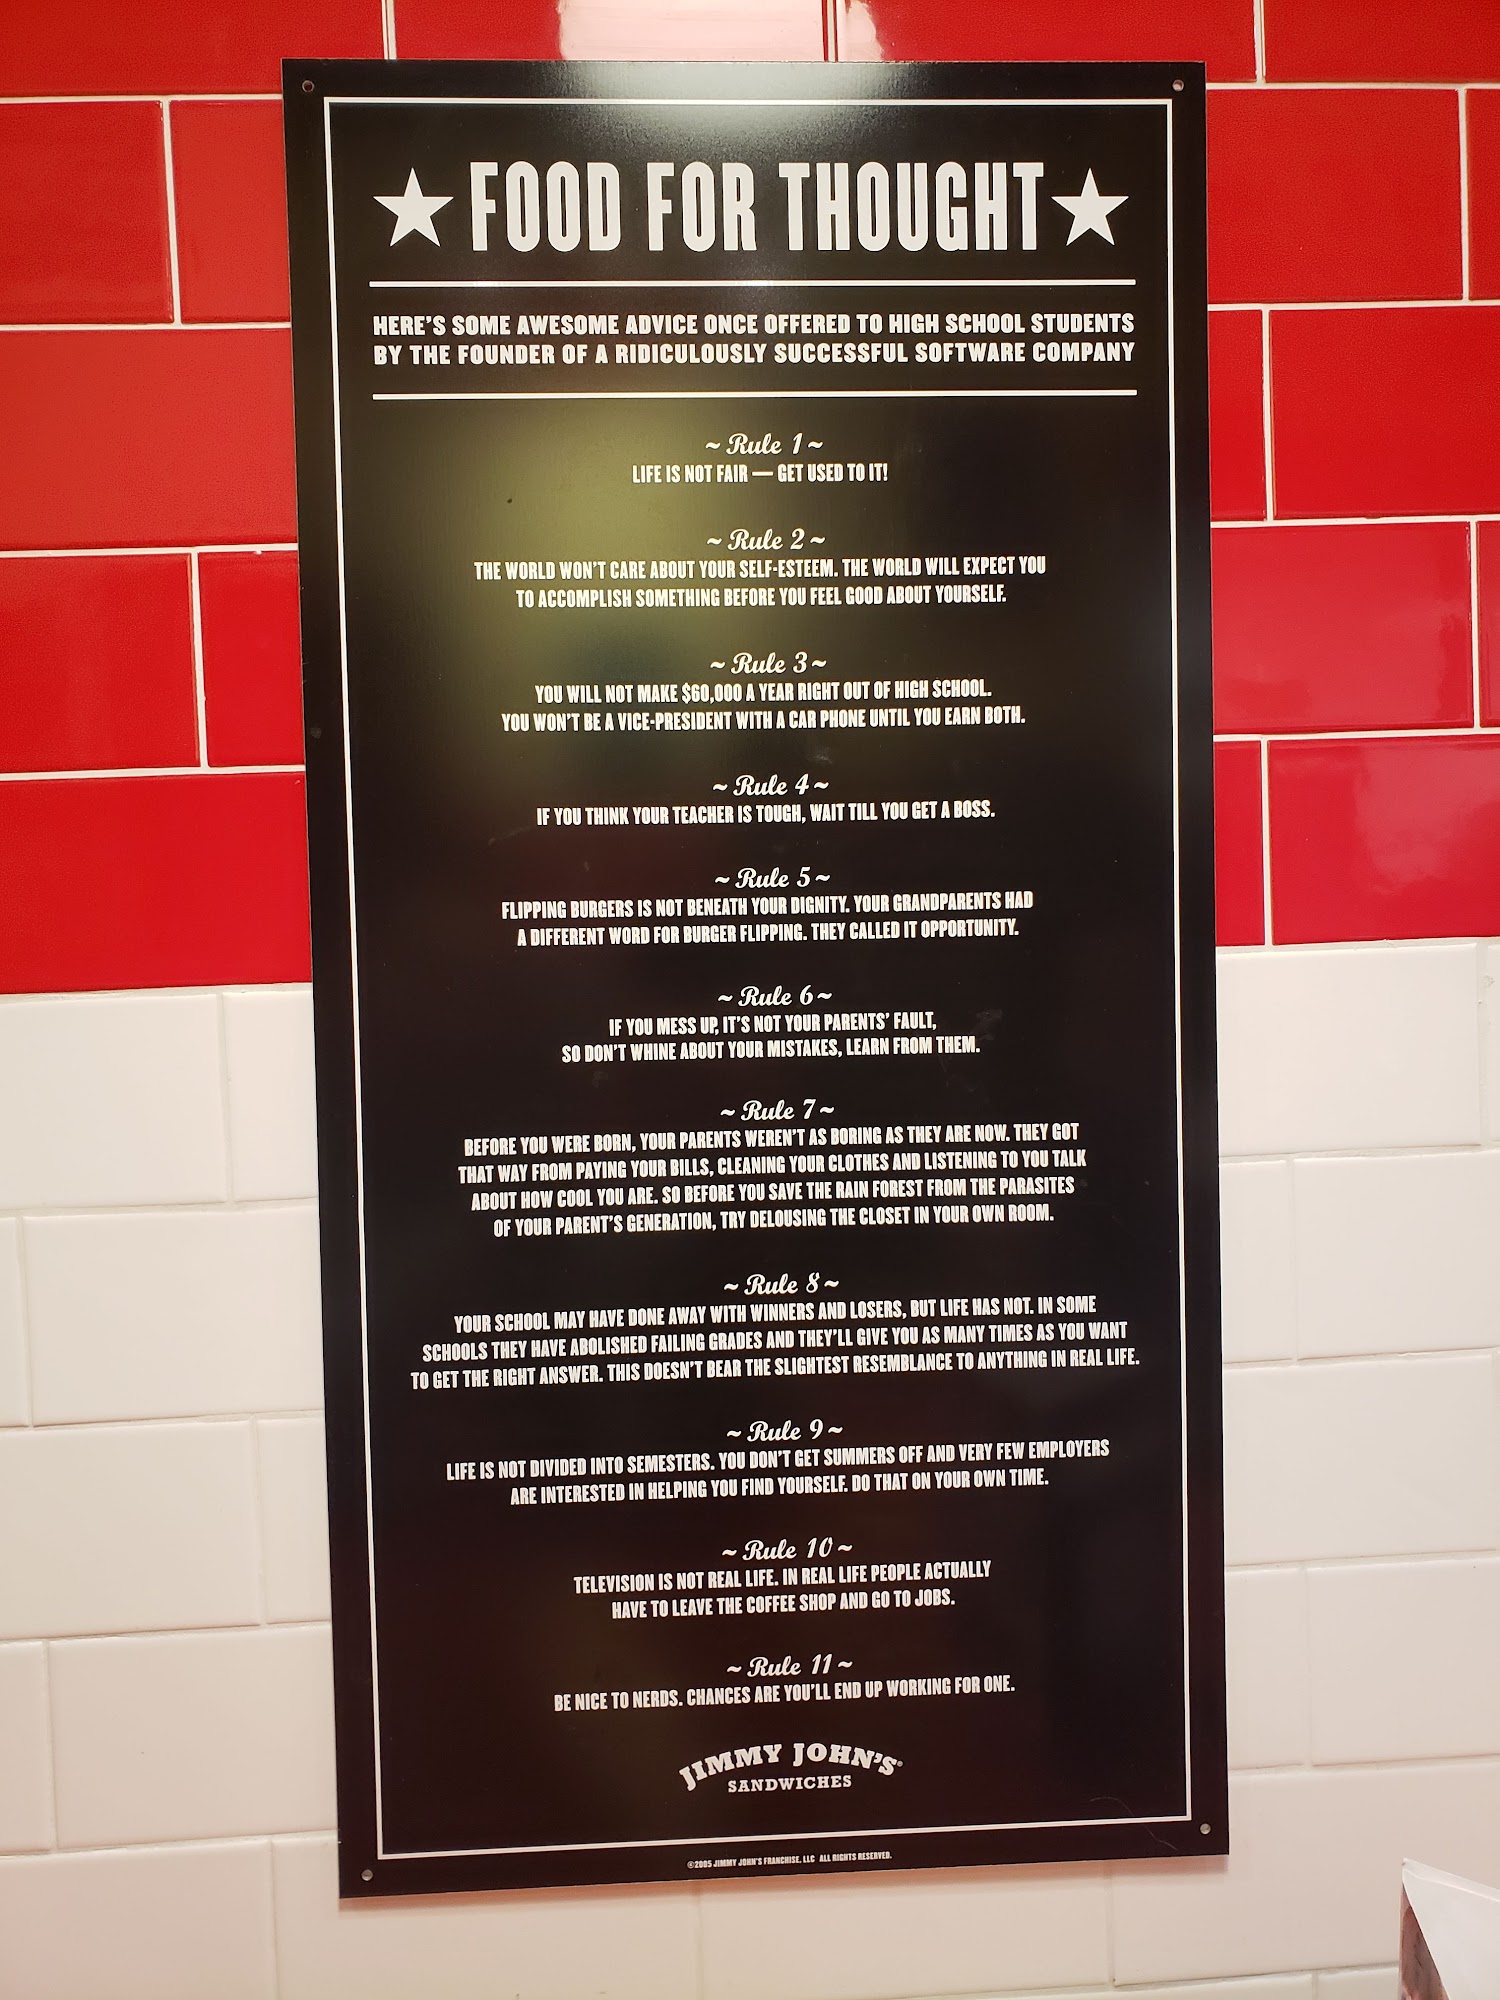 ★ FOOD FOR THOUGHT ★
HERE'S SOME AWESOME ADVICE ONCE OFFERED TO HIGH SCHOOL STUDENTS
BY THE FOUNDER OF A RIDICULOUSLY SUCCESSFUL SOFTWARE COMPANY
~ Rule 1 ~
LIFE IS NOT FAIR — GET USED TO IT!
~ Rule 2 ~
THE WORLD WON'T CARE ABOUT YOUR SELF-ESTEEM. THE WORLD WILL EXPECT YOU
TO ACCOMPLISH SOMETHING BEFORE YOU FEEL GOOD ABOUT YOURSELF.
~ Rule 3 ~
YOU WILL NOT MAKE $60,000 A YEAR RIGHT OUT OF HIGH SCHOOL.
YOU WON'T BE A VICE-PRESIDENT WITH A CAR PHONE UNTIL YOU EARN BOTH.
~ Rule 4 ~
IF YOU THINK YOUR TEACHER IS TOUGH, WAIT TILL YOU GET A BOSS.
~ Rule 5 ~
FLIPPING BURGERS IS NOT BENEATH YOUR DIGNITY. YOUR GRANDPARENTS HAD
A DIFFERENT WORD FOR BURGER FLIPPING. THEY CALLED IT OPPORTUNITY.
~ Rule 6 ~
IF YOU MESS UP, IT'S NOT YOUR PARENTS' FAULT,
SO DON'T WHINE ABOUT YOUR MISTAKES, LEARN FROM THEM.
~ Rule 7 ~
BEFORE YOU WERE BORN, YOUR PARENTS WEREN'T AS BORING AS THEY ARE NOW. THEY GOT
THAT WAY FROM PAYING YOUR BILLS, CLEANING YOUR CLOTHES AND LISTENING TO YOU TALK
ABOUT HOW COOL YOU ARE. SO BEFORE YOU SAVE THE RAIN FOREST FROM THE PARASITES
OF YOUR PARENT'S GENERATION, TRY DELOUSING THE CLOSET IN YOUR OWN ROOM.
~ Rule 8 ~
YOUR SCHOOL MAY HAVE DONE AWAY WITH WINNERS AND LOSERS, BUT LIFE HAS NOT. IN SOME
SCHOOLS THEY HAVE ABOLISHED FAILING GRADES AND THEY'LL GIVE YOU AS MANY TIMES AS YOU WANT
TO GET THE RIGHT ANSWER. THIS DOESN'T BEAR THE SLIGHTEST RESEMBLANCE TO ANYTHING IN REAL LIFE.
~ Rule 9 ~
LIFE IS NOT DIVIDED INTO SEMESTERS. YOU DON'T GET SUMMERS OFF AND VERY FEW EMPLOYERS
ARE INTERESTED IN HELPING YOU FIND YOURSELF. DO THAT ON YOUR OWN TIME.
~ Rule 10 ~
TELEVISION IS NOT REAL LIFE. IN REAL LIFE PEOPLE ACTUALLY
HAVE TO LEAVE THE COFFEE SHOP AND GO TO JOBS.
~ Rule 11 ~
BE NICE TO NERDS. CHANCES ARE YOU'LL END UP WORKING FOR ONE.
JIMMY JOHN'S®
SANDWICHES
©2005 JIMMY JOHN'S FRANCHISE, LLC ALL RIGHTS RESERVED.